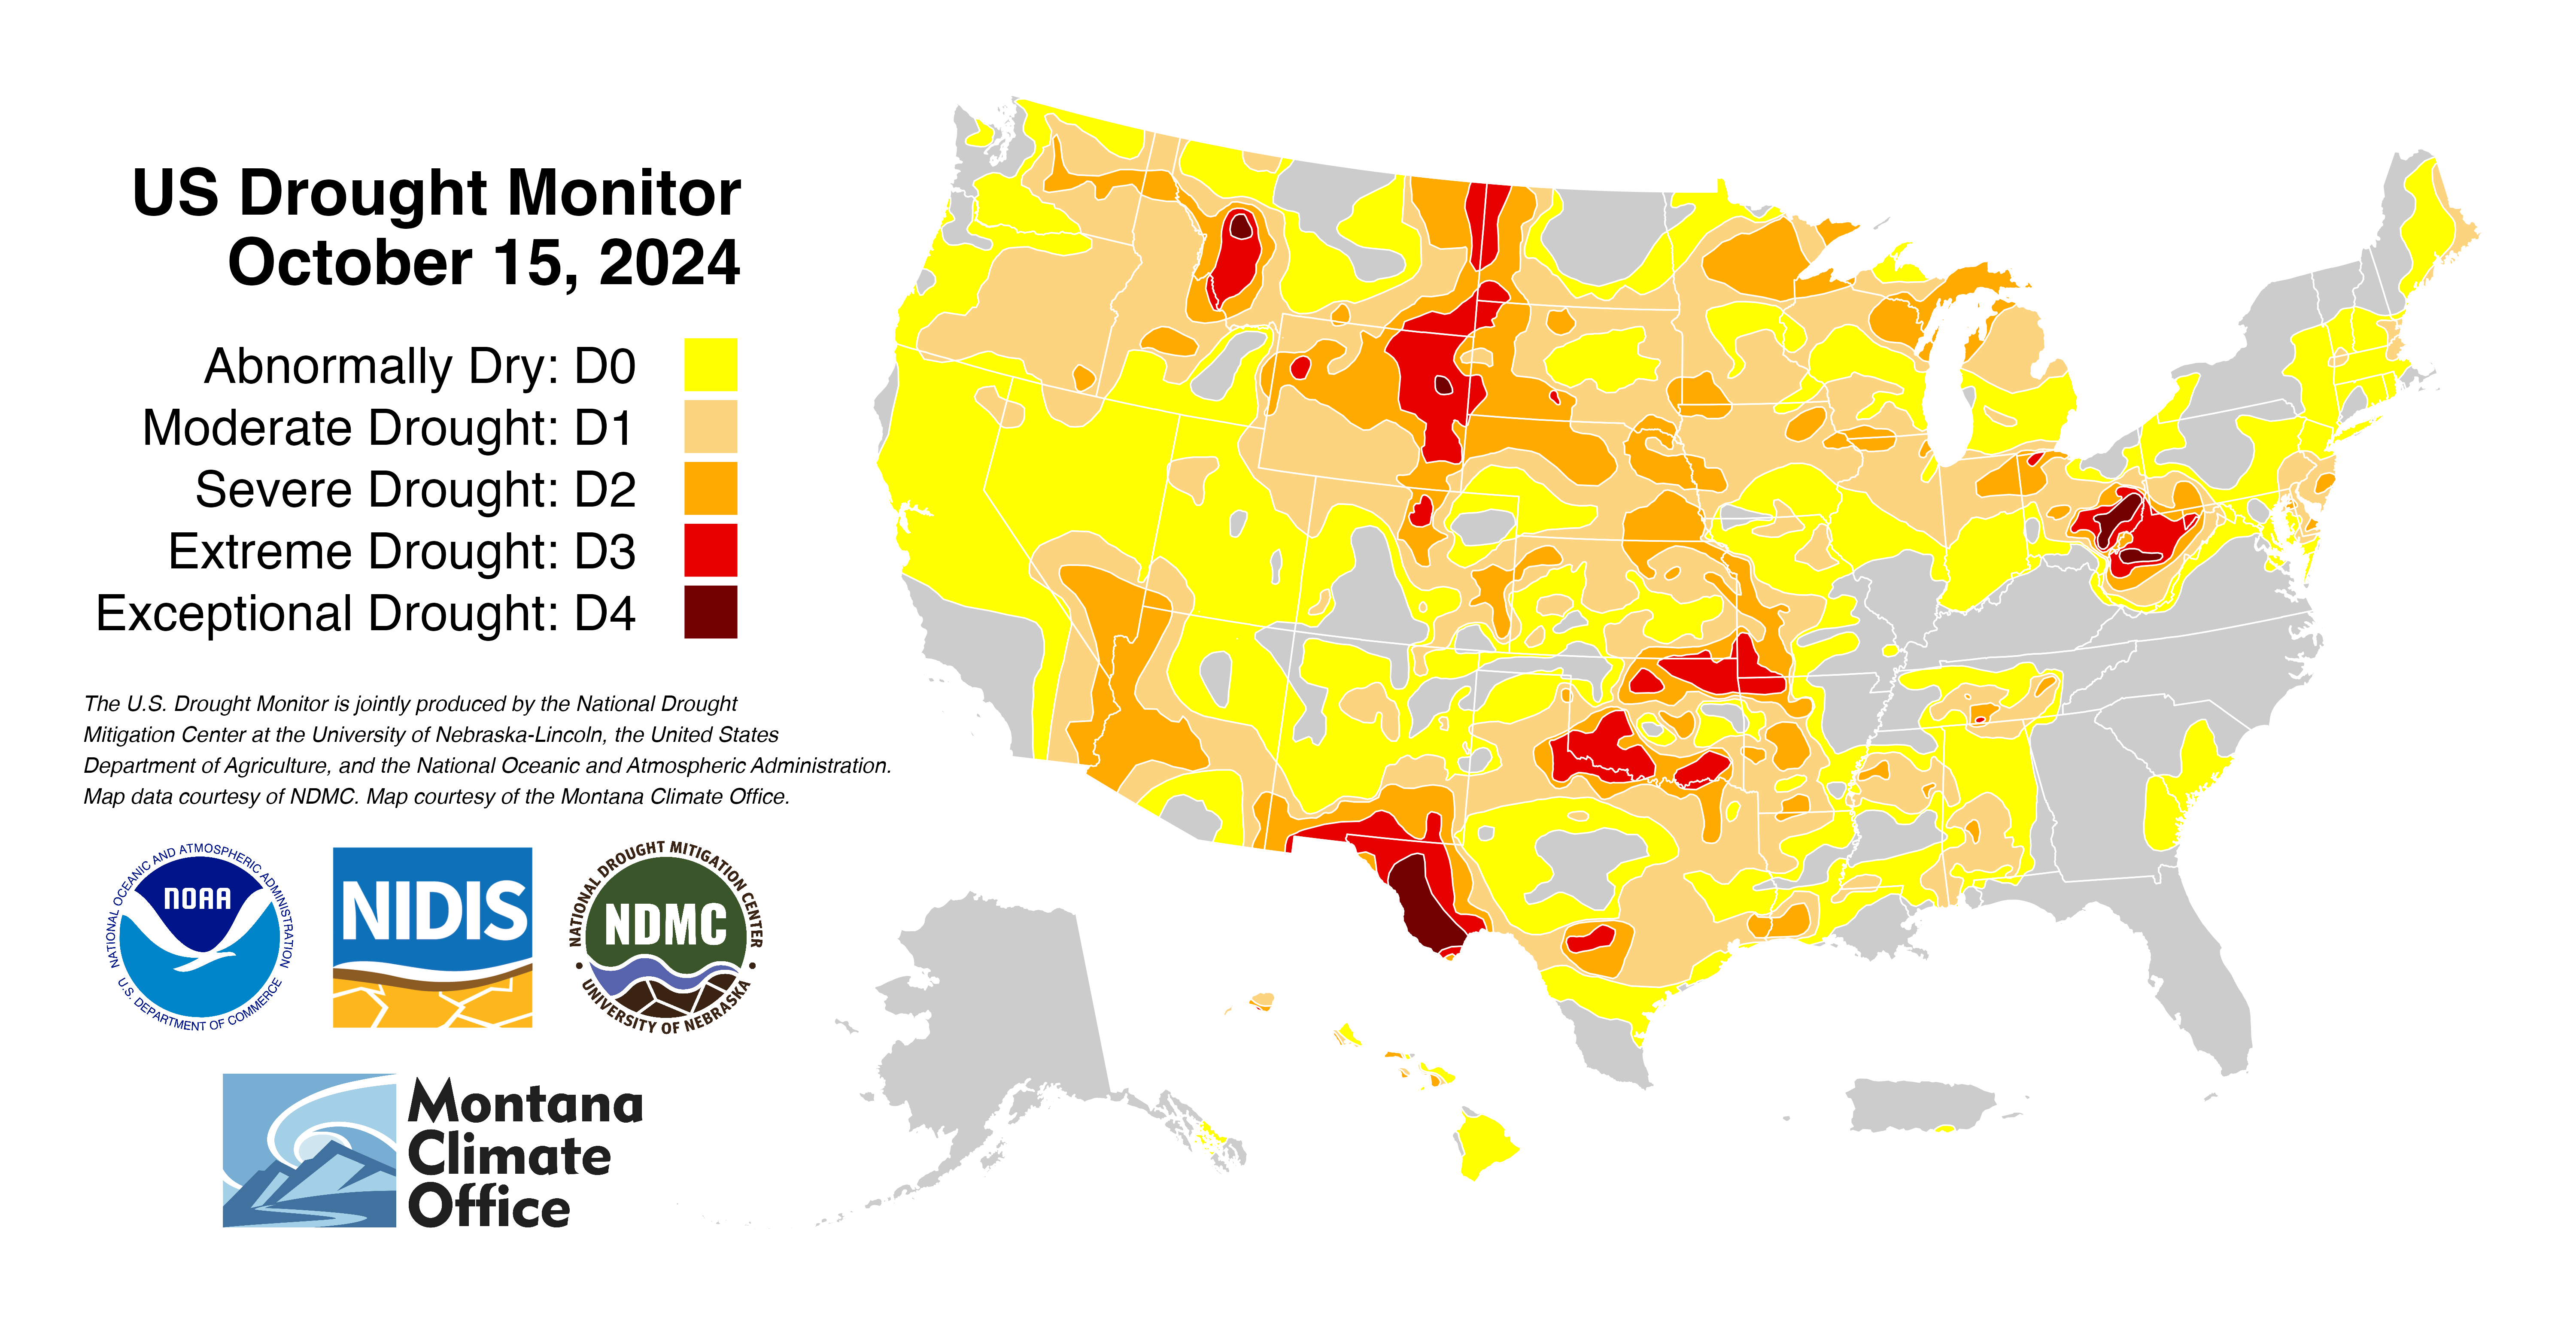 US Drought Monitor
October 15, 2024
Abnormally Dry: D0
Moderate Drought: D1
Severe Drought: D2
Extreme Drought: D3
Exceptional Drought: D4
The U.S. Drought Monitor is jointly produced by the National Drought
Mitigation Center at the University of Nebraska-Lincoln, the United States
Department of Agriculture, and the National Oceanic and Atmospheric Administration.
Map data courtesy of NDMC. Map courtesy of the Montana Climate Office.
NATIONAL OCEANIC AND ATMOSPHERIC ADMINISTRATION
NOAA
U.S. DEPARTMENT OF COMMERCE
NIDIS
NATIONAL DROUGHT MITIGATION CENTER
NDMC
UNIVERSITY OF NEBRASKA
Montana
Climate
Office